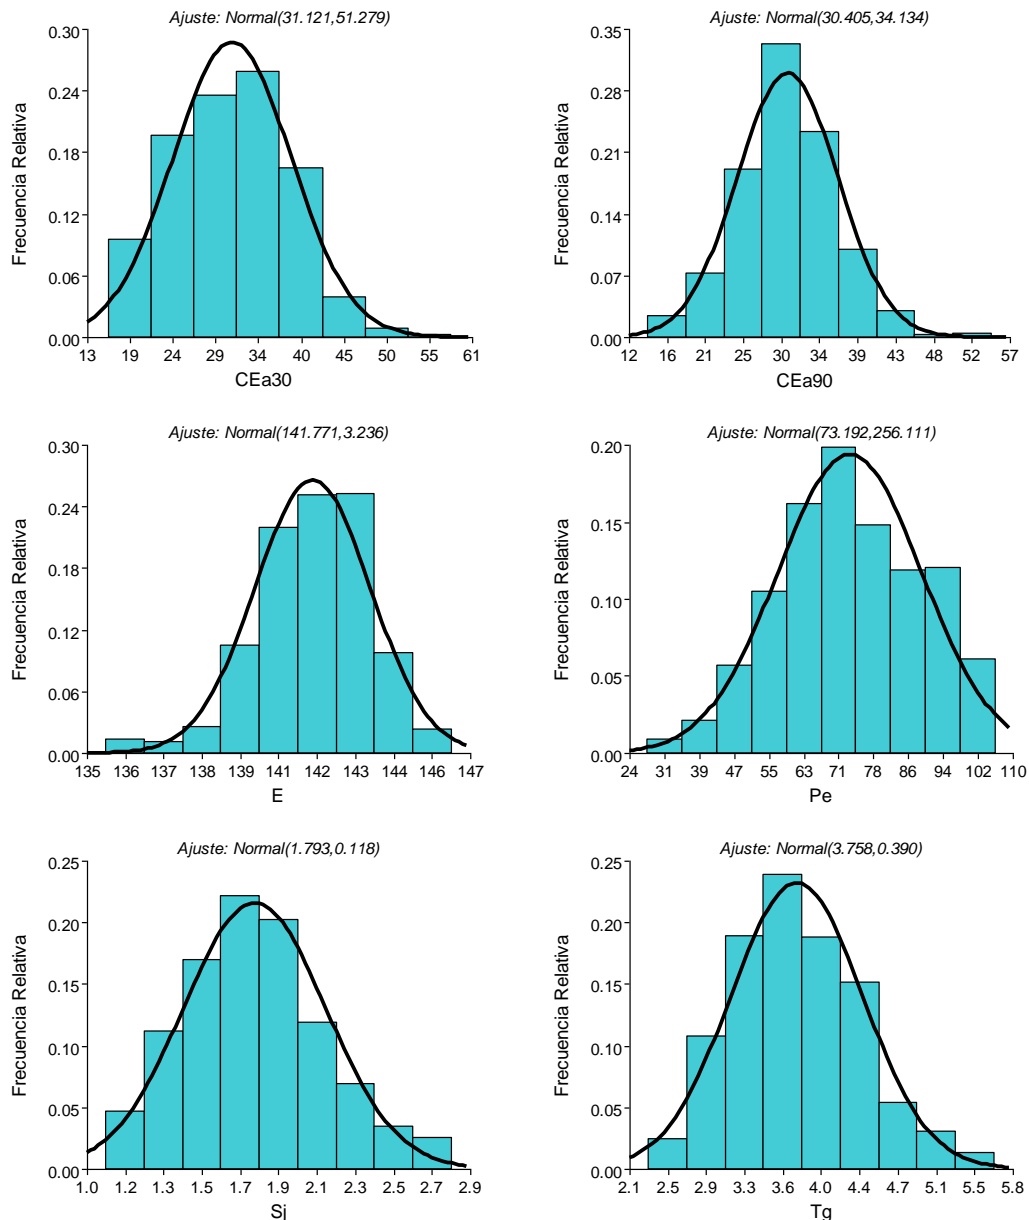 Ajuste: Normal(31.121,51.279)
0.30
0.24
0.18
0.12
0.06
0.00
Frecuencia Relativa
13 19 24 29 34 40 45 50 55 61
CEa30
Ajuste: Normal(30.405,34.134)
0.35
0.28
0.21
0.14
0.07
0.00
Frecuencia Relativa
12 16 21 25 30 34 39 43 48 52 57
CEa90
Ajuste: Normal(141.771,3.236)
0.30
0.24
0.18
0.12
0.06
0.00
Frecuencia Relativa
135 136 137 138 139 141 142 143 144 146 147
E
Ajuste: Normal(73.192,256.111)
0.20
0.15
0.10
0.05
0.00
Frecuencia Relativa
24 31 39 47 55 63 71 78 86 94 102 110
Pe
Ajuste: Normal(1.793,0.118)
0.25
0.20
0.15
0.10
0.05
0.00
Frecuencia Relativa
1.0 1.2 1.3 1.5 1.7 1.9 2.1 2.3 2.5 2.7 2.9
Sj
Ajuste: Normal(3.758,0.390)
0.25
0.20
0.15
0.10
0.05
0.00
Frecuencia Relativa
2.1 2.5 2.9 3.3 3.6 4.0 4.4 4.7 5.1 5.5 5.8
Tg